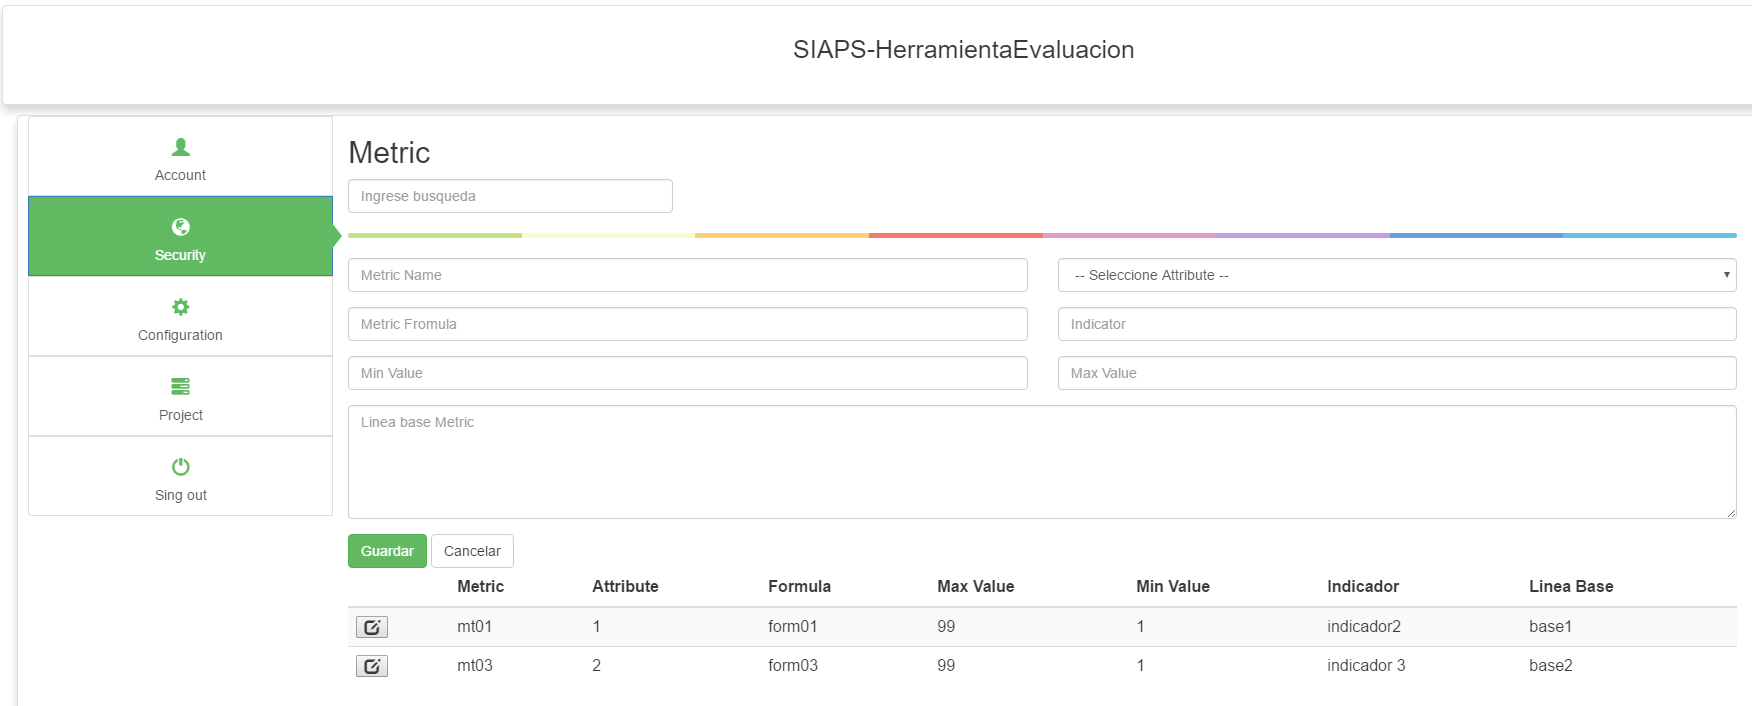 SIAPS-HerramientaEvaluacion
Account
Security
Configuration
Project
Sing out
Metric
Ingrese busqueda
Metric Name
-- Seleccione Attribute --
Metric Fromula
Indicator
Min Value
Max Value
Linea base Metric
Guardar Cancelar
Metric Attribute Formula Max Value Min Value Indicador Linea Base
mt01 1 form01 99 1 indicador2 base1
mt03 2 form03 99 1 indicador 3 base2